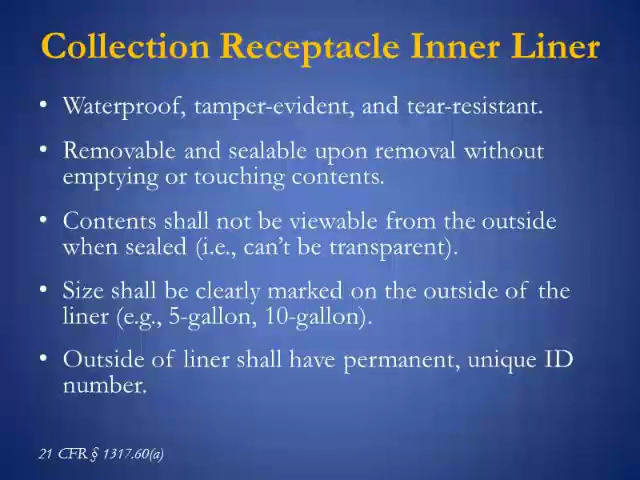 Collection Receptacle Inner Liner
• Waterproof, tamper-evident, and tear-resistant.
• Removable and sealable upon removal without
emptying or touching contents.
• Contents shall not be viewable from the outside
when sealed (i.e., can't be transparent).
• Size shall be clearly marked on the outside of the
liner (e.g., 5-gallon, 10-gallon).
• Outside of liner shall have permanent, unique ID
number.
21 CFR § 1317.60(a)